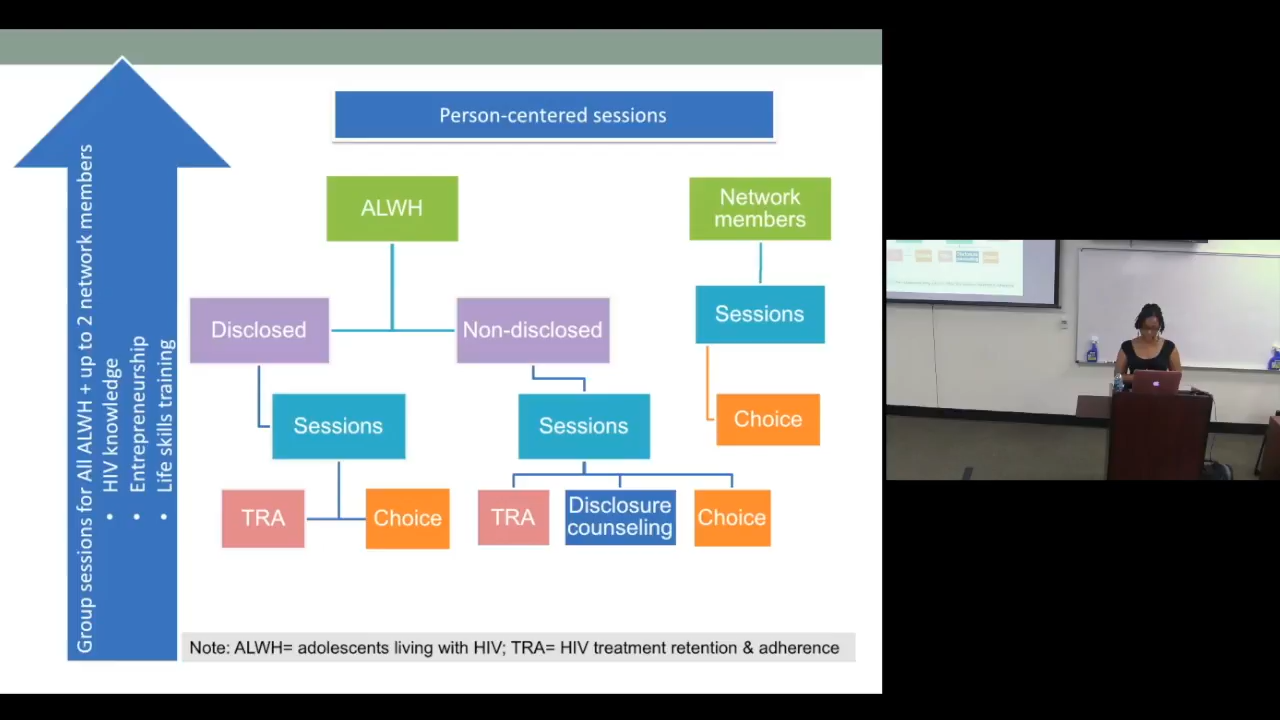 Person-centered sessions
Group sessions for All ALWH + up to 2 network members
• HIV knowledge
• Entrepreneurship
• Life skills training
ALWH
Network
members
Disclosed
Non-disclosed
Sessions
Sessions
Sessions
Choice
TRA
Choice
TRA
Disclosure
counseling
Choice
Note: ALWH= adolescents living with HIV; TRA= HIV treatment retention & adherence